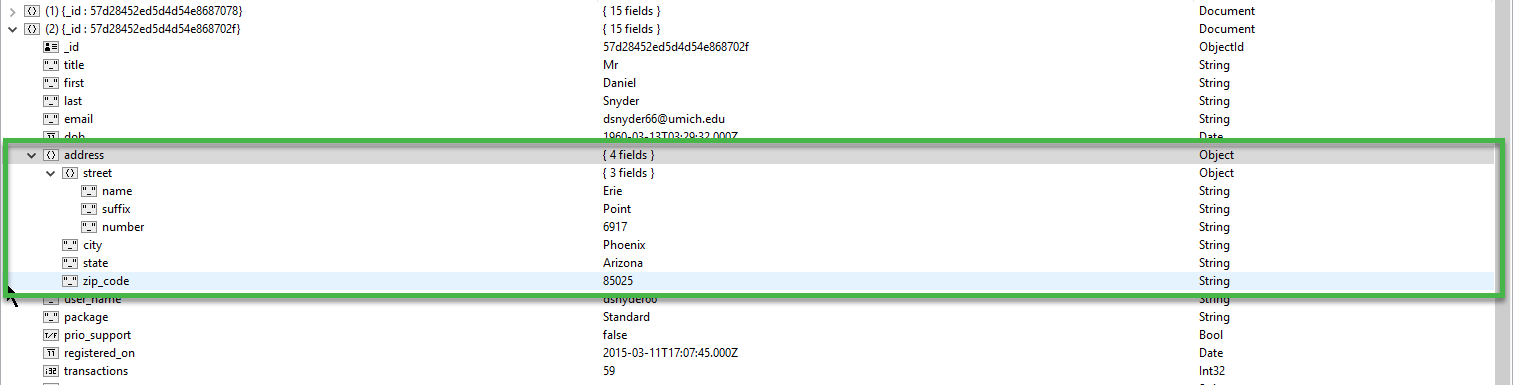 (1) {_id : 57d28452ed5d4d54e8687078} { 15 fields } Document
(2) {_id : 57d28452ed5d4d54e868702f} { 15 fields } Document
_id 57d28452ed5d4d54e868702f ObjectId
title Mr String
first Daniel String
last Snyder String
email dsnyder66@umich.edu String
dob 1960-03-13T03:29:32.000Z Date
address { 4 fields } Object
street { 3 fields } Object
name Erie String
suffix Point String
number 6917 String
city Phoenix String
state Arizona String
zip_code 85025 String
user_name dsnyder66 String
package Standard String
prio_support false Bool
registered_on 2015-03-11T17:07:45.000Z Date
transactions 59 Int32